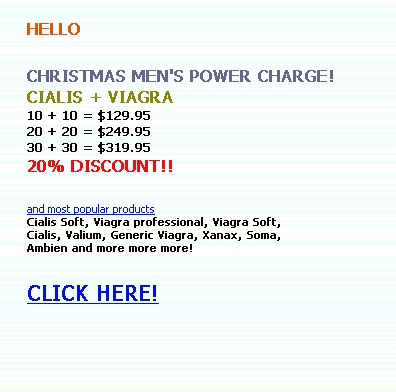 HELLO
CHRISTMAS MEN'S POWER CHARGE!
CIALIS + VIAGRA
10 + 10 = $129.95
20 + 20 = $249.95
30 + 30 = $319.95
20% DISCOUNT!!
and most popular products
Cialis Soft, Viagra professional, Viagra Soft,
Cialis, Valium, Generic Viagra, Xanax, Soma,
Ambien and more more more!
CLICK HERE!